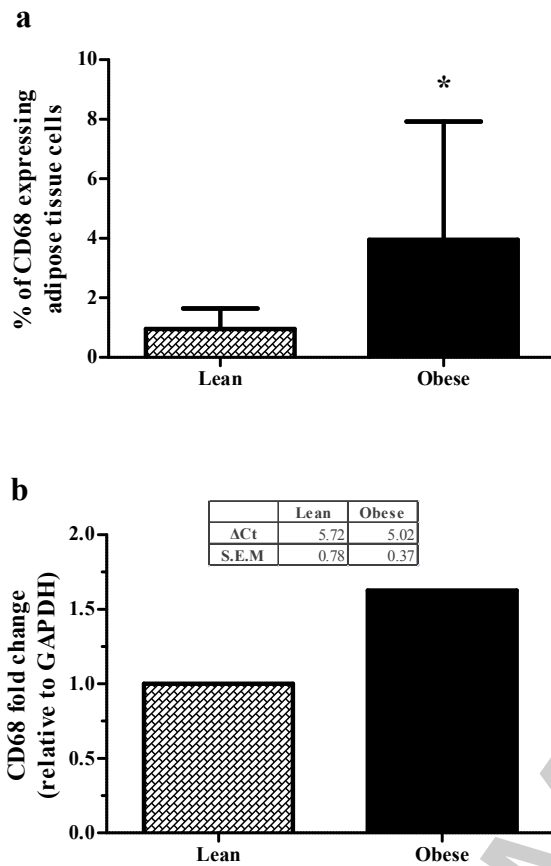 a
% of CD68 expressing
adipose tissue cells
10
8
6
4
2
0
*
Lean Obese
b
CD68 fold change
(relative to GAPDH)
Lean Obese
ΔCt 5.72 5.02
S.E.M 0.78 0.37
2.0
1.5
1.0
0.5
0.0
Lean Obese